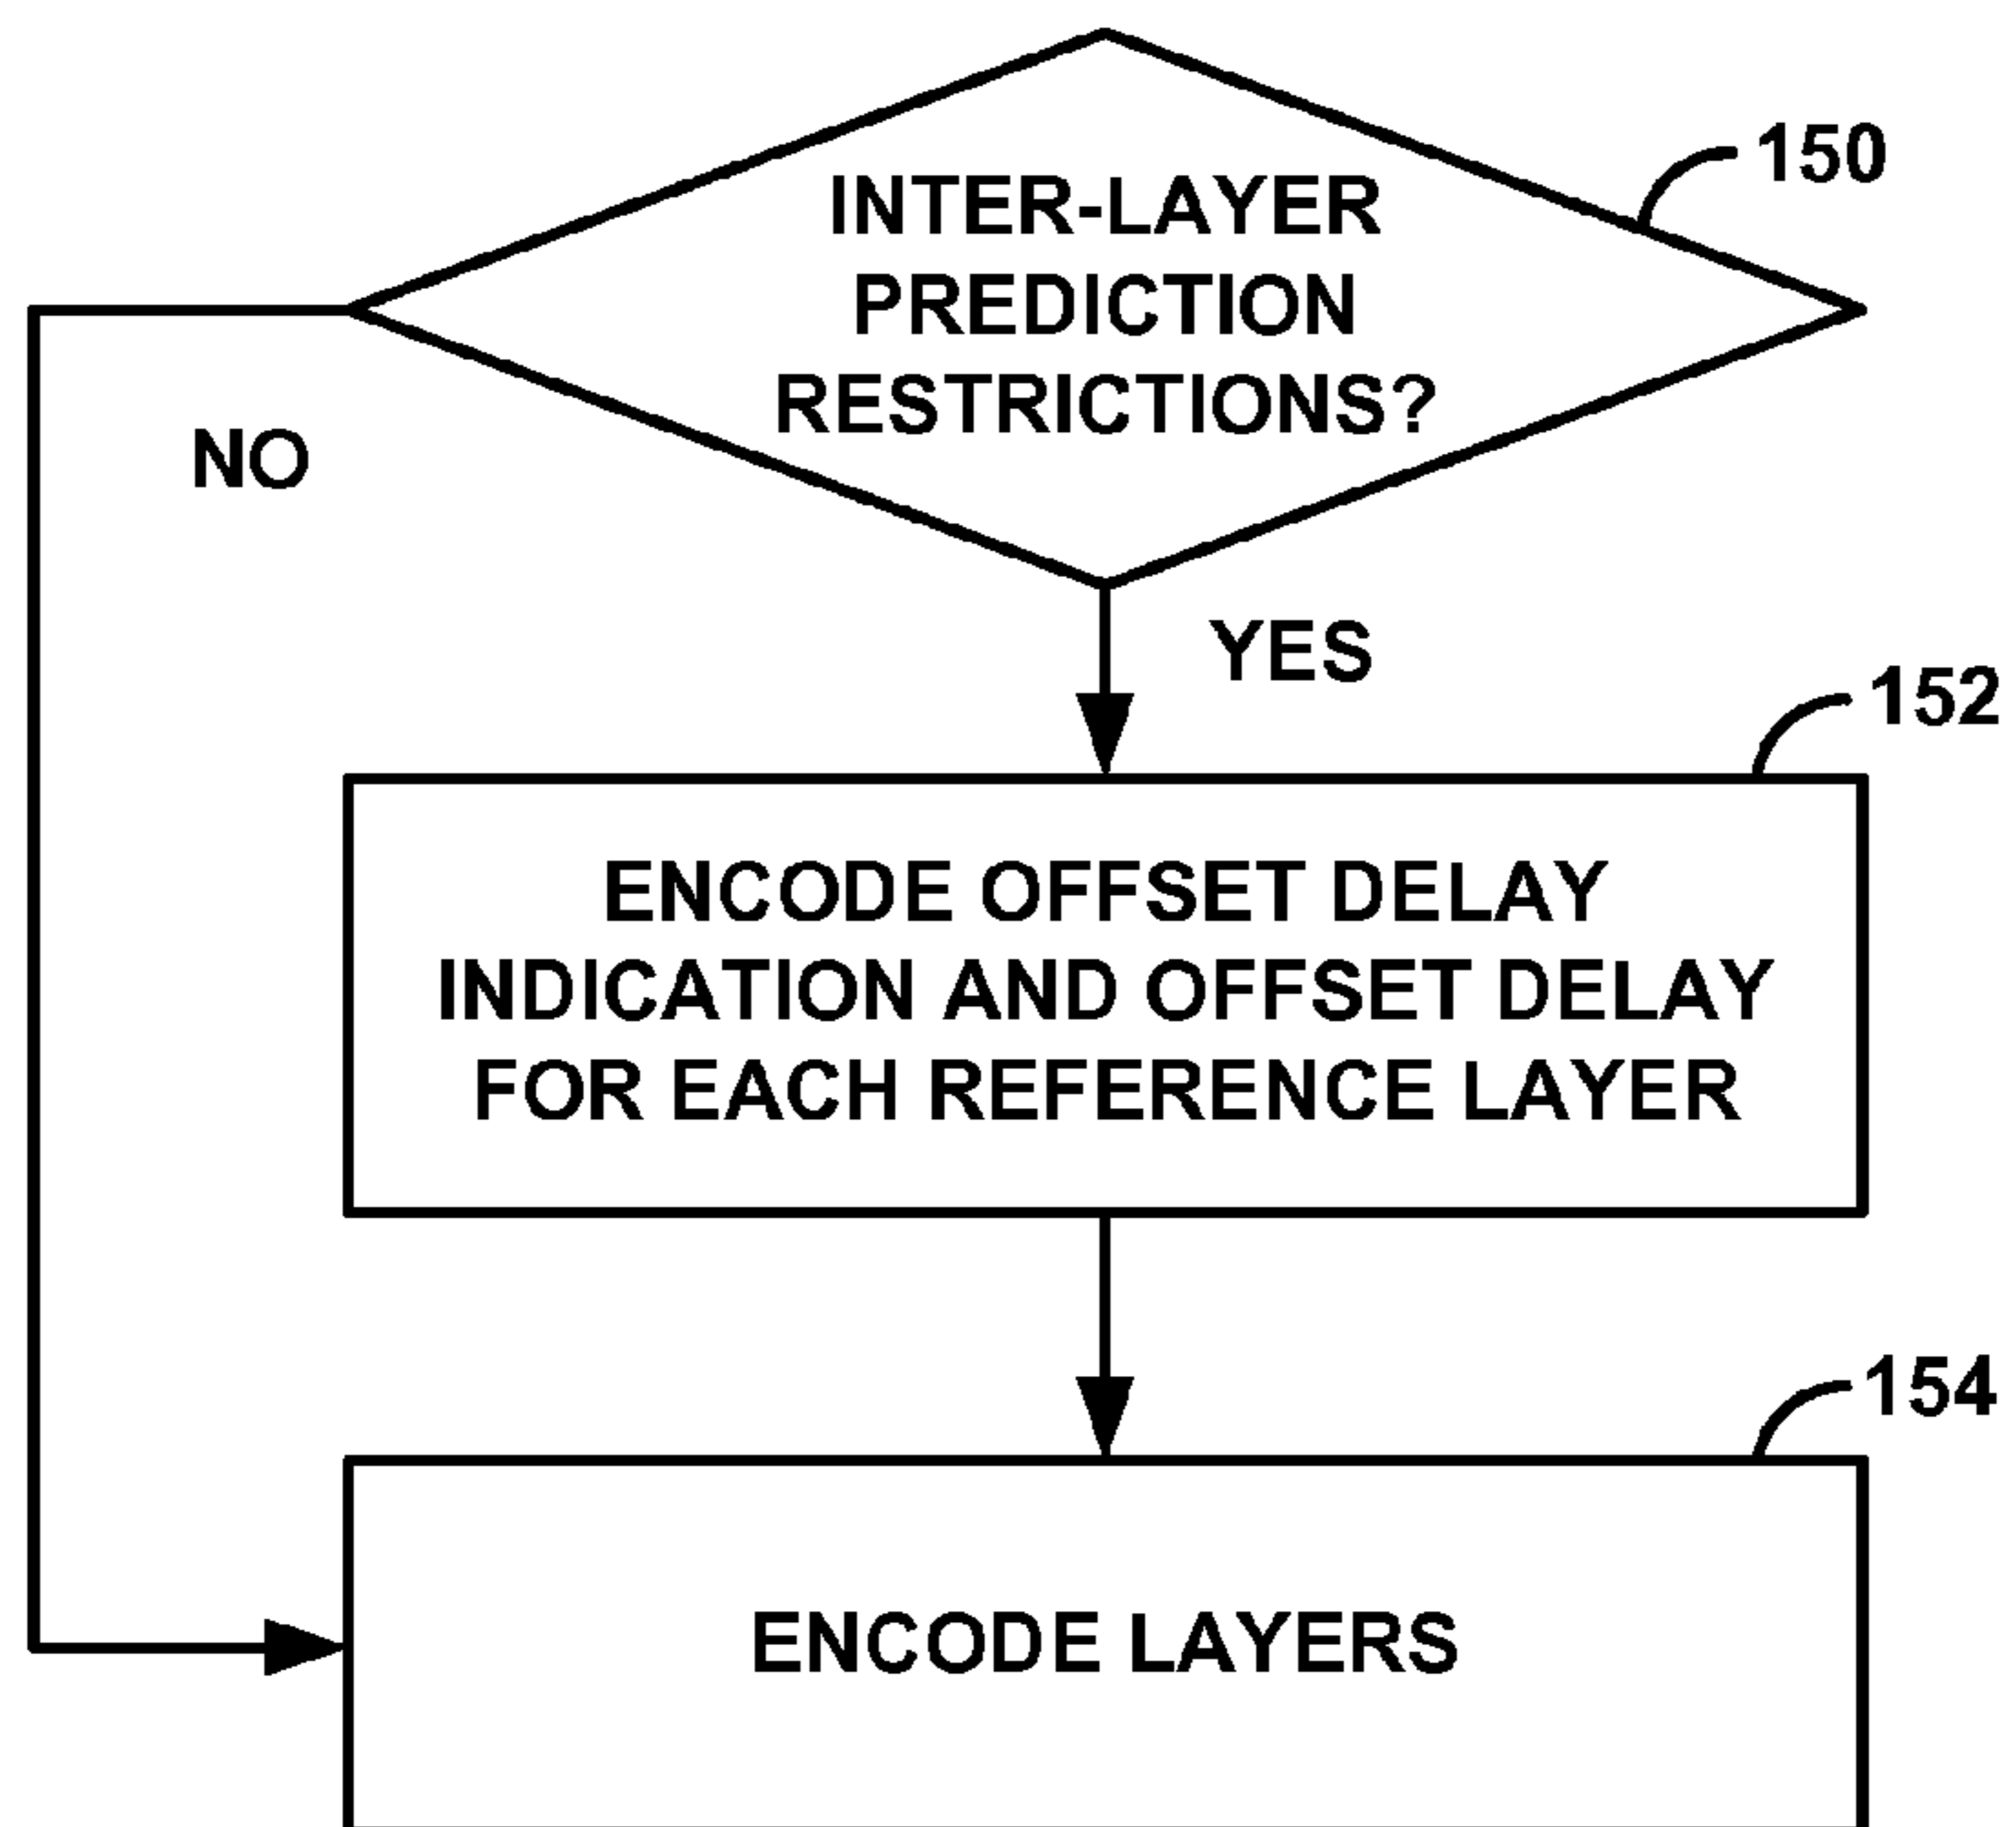 150
INTER-LAYER
PREDICTION
RESTRICTIONS?
NO
YES
152
ENCODE OFFSET DELAY
INDICATION AND OFFSET DELAY
FOR EACH REFERENCE LAYER
154
ENCODE LAYERS